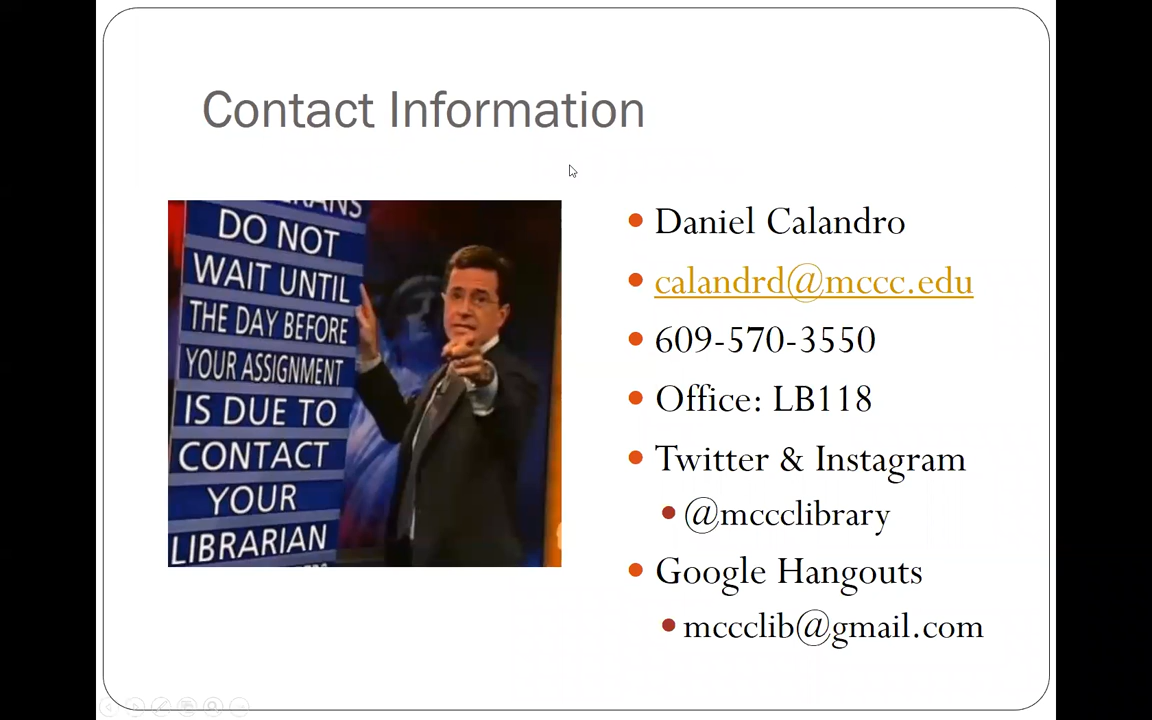 Contact Information
DO NOT
WAIT UNTIL
THE DAY BEFORE
YOUR ASSIGNMENT
IS DUE TO
CONTACT
YOUR
LIBRARIAN
• Daniel Calandro
• calandrd@mccc.edu
• 609-570-3550
• Office: LB118
• Twitter & Instagram
• @mccclibrary
• Google Hangouts
• mccclib@gmail.com